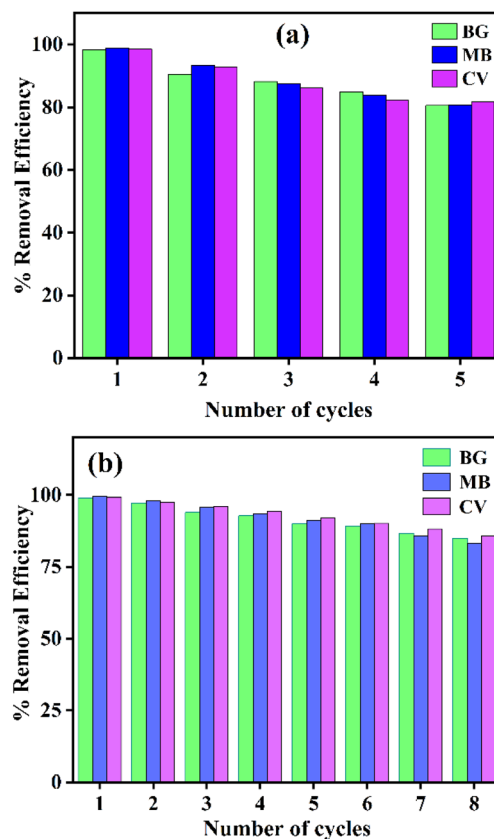 (a)
BG
MB
CV
% Removal Efficiency
100
80
60
40
20
0
1 2 3 4 5
Number of cycles
(b)
BG
MB
CV
% Removal Efficiency
100
75
50
25
0
1 2 3 4 5 6 7 8
Number of cycles